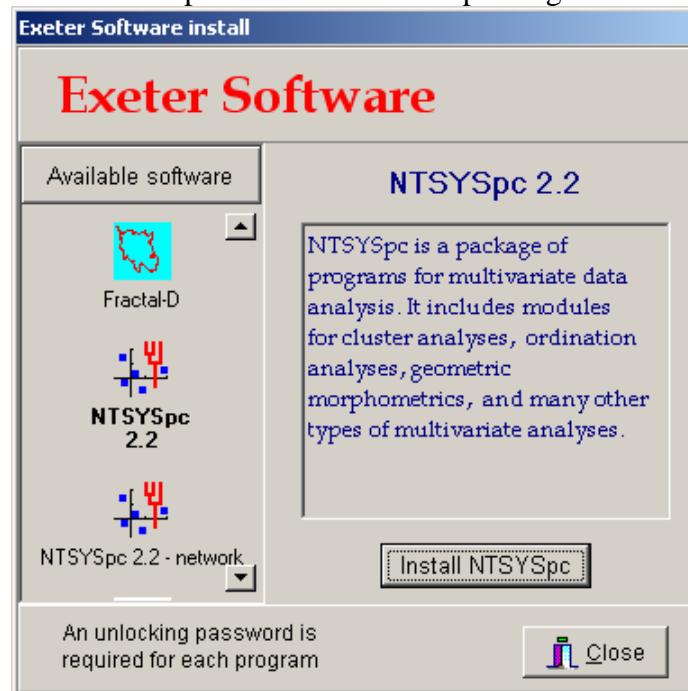 Exeter Software install
Exeter Software
Available software
Fractal-D
NTSYSpc
2.2
NTSYSpc 2.2 - network
NTSYSpc 2.2
NTSYSpc is a package of
programs for multivariate data
analysis. It includes modules
for cluster analyses, ordination
analyses, geometric
morphometrics, and many other
types of multivariate analyses.
Install NTSYSpc
An unlocking password is
required for each program
Close